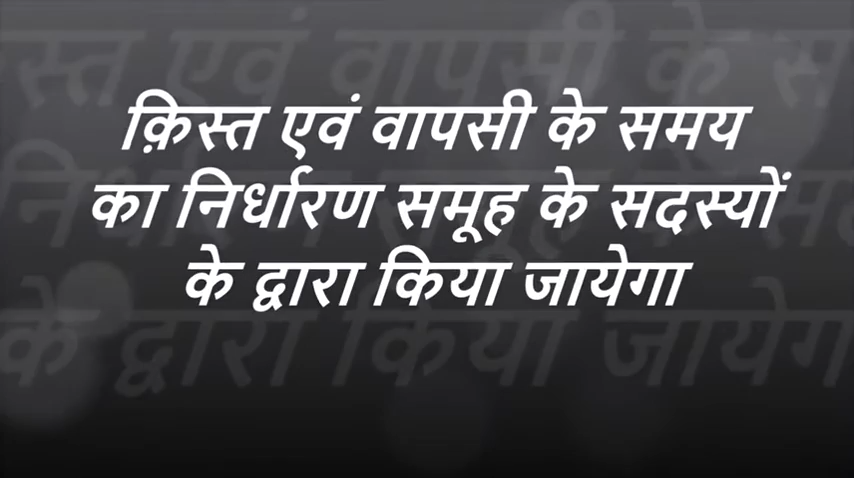 क़िस्त एवं वापसी के समय
का निर्धारण समूह के सदस्यों
के द्वारा किया जायेगा